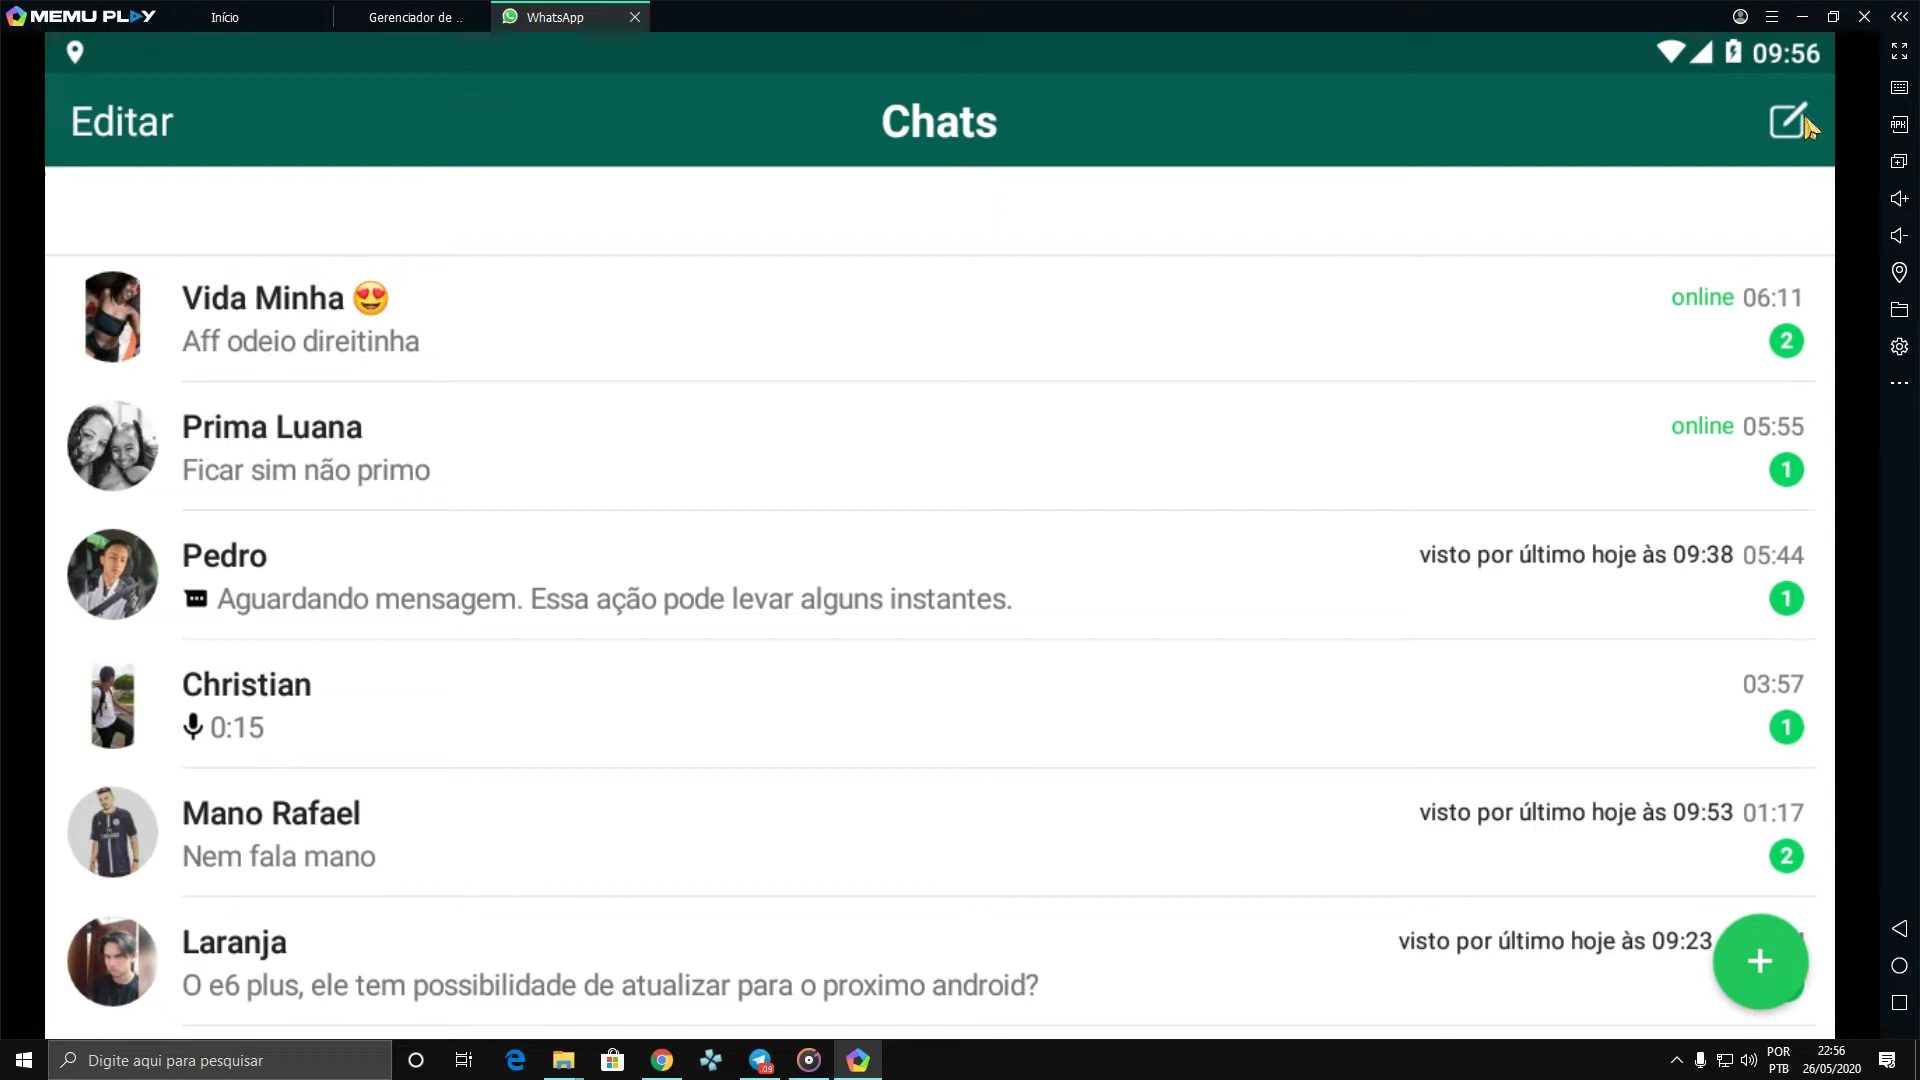 MEMU PLAY
Início
Gerenciador de ..
WhatsApp
09:56
Editar
Chats
Vida Minha 😍
online 06:11
Aff odeio direitinha
2
Prima Luana
online 05:55
Ficar sim não primo
1
Pedro
visto por último hoje às 09:38 05:44
Aguardando mensagem. Essa ação pode levar alguns instantes.
1
Christian
03:57
0:15
1
Mano Rafael
visto por último hoje às 09:53 01:17
Nem fala mano
2
Laranja
visto por último hoje às 09:23
O e6 plus, ele tem possibilidade de atualizar para o proximo android?
+
APK
Digite aqui para pesquisar
.09
POR
PTB
22:56
26/05/2020